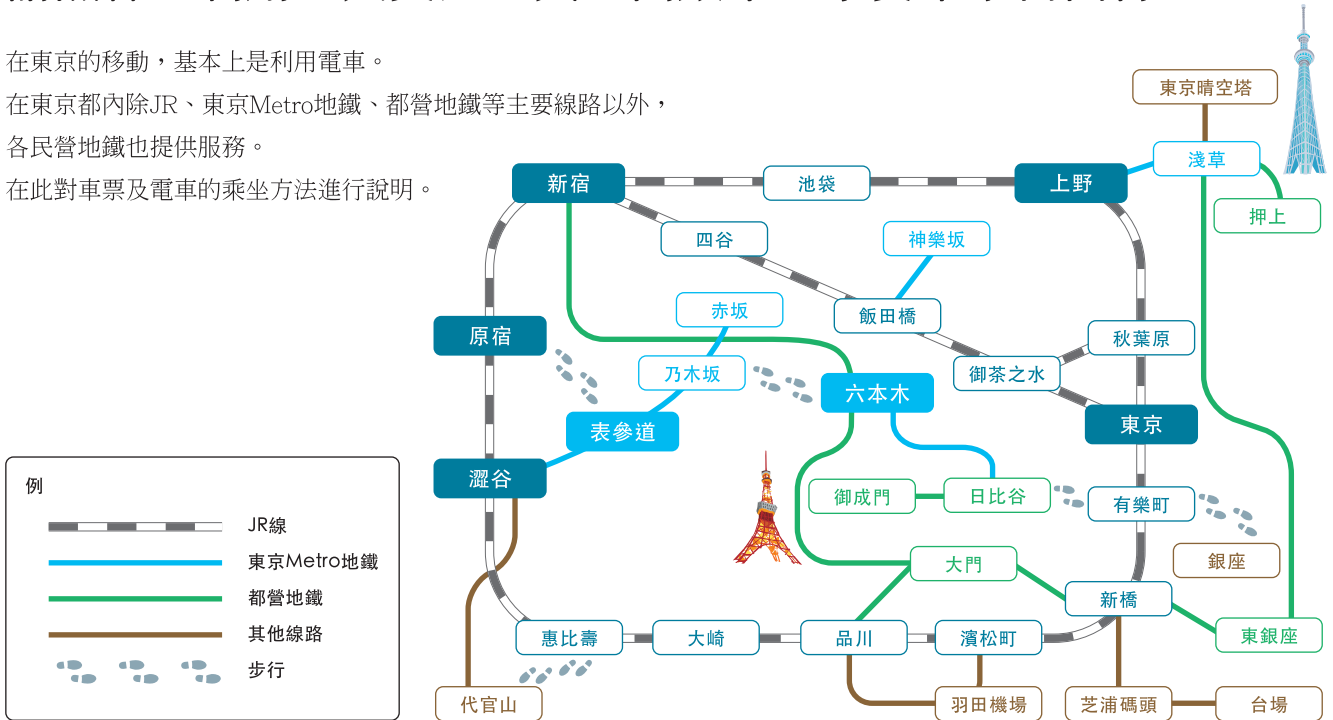 在東京的移動，基本上是利用電車。
在東京都內除JR、東京Metro地鐵、都營地鐵等主要線路以外，
各民營地鐵也提供服務。
在此對車票及電車的乘坐方法進行說明。
東京晴空塔
淺草
新宿
池袋
上野
押上
四谷
神樂坂
赤坂
飯田橋
原宿
秋葉原
乃木坂
御茶之水
六本木
表參道
東京
澀谷
御成門
日比谷
有樂町
銀座
大門
新橋
惠比壽
大崎
品川
濱松町
東銀座
代官山
羽田機場
芝浦碼頭
台場
例
JR線
東京Metro地鐵
都營地鐵
其他線路
步行